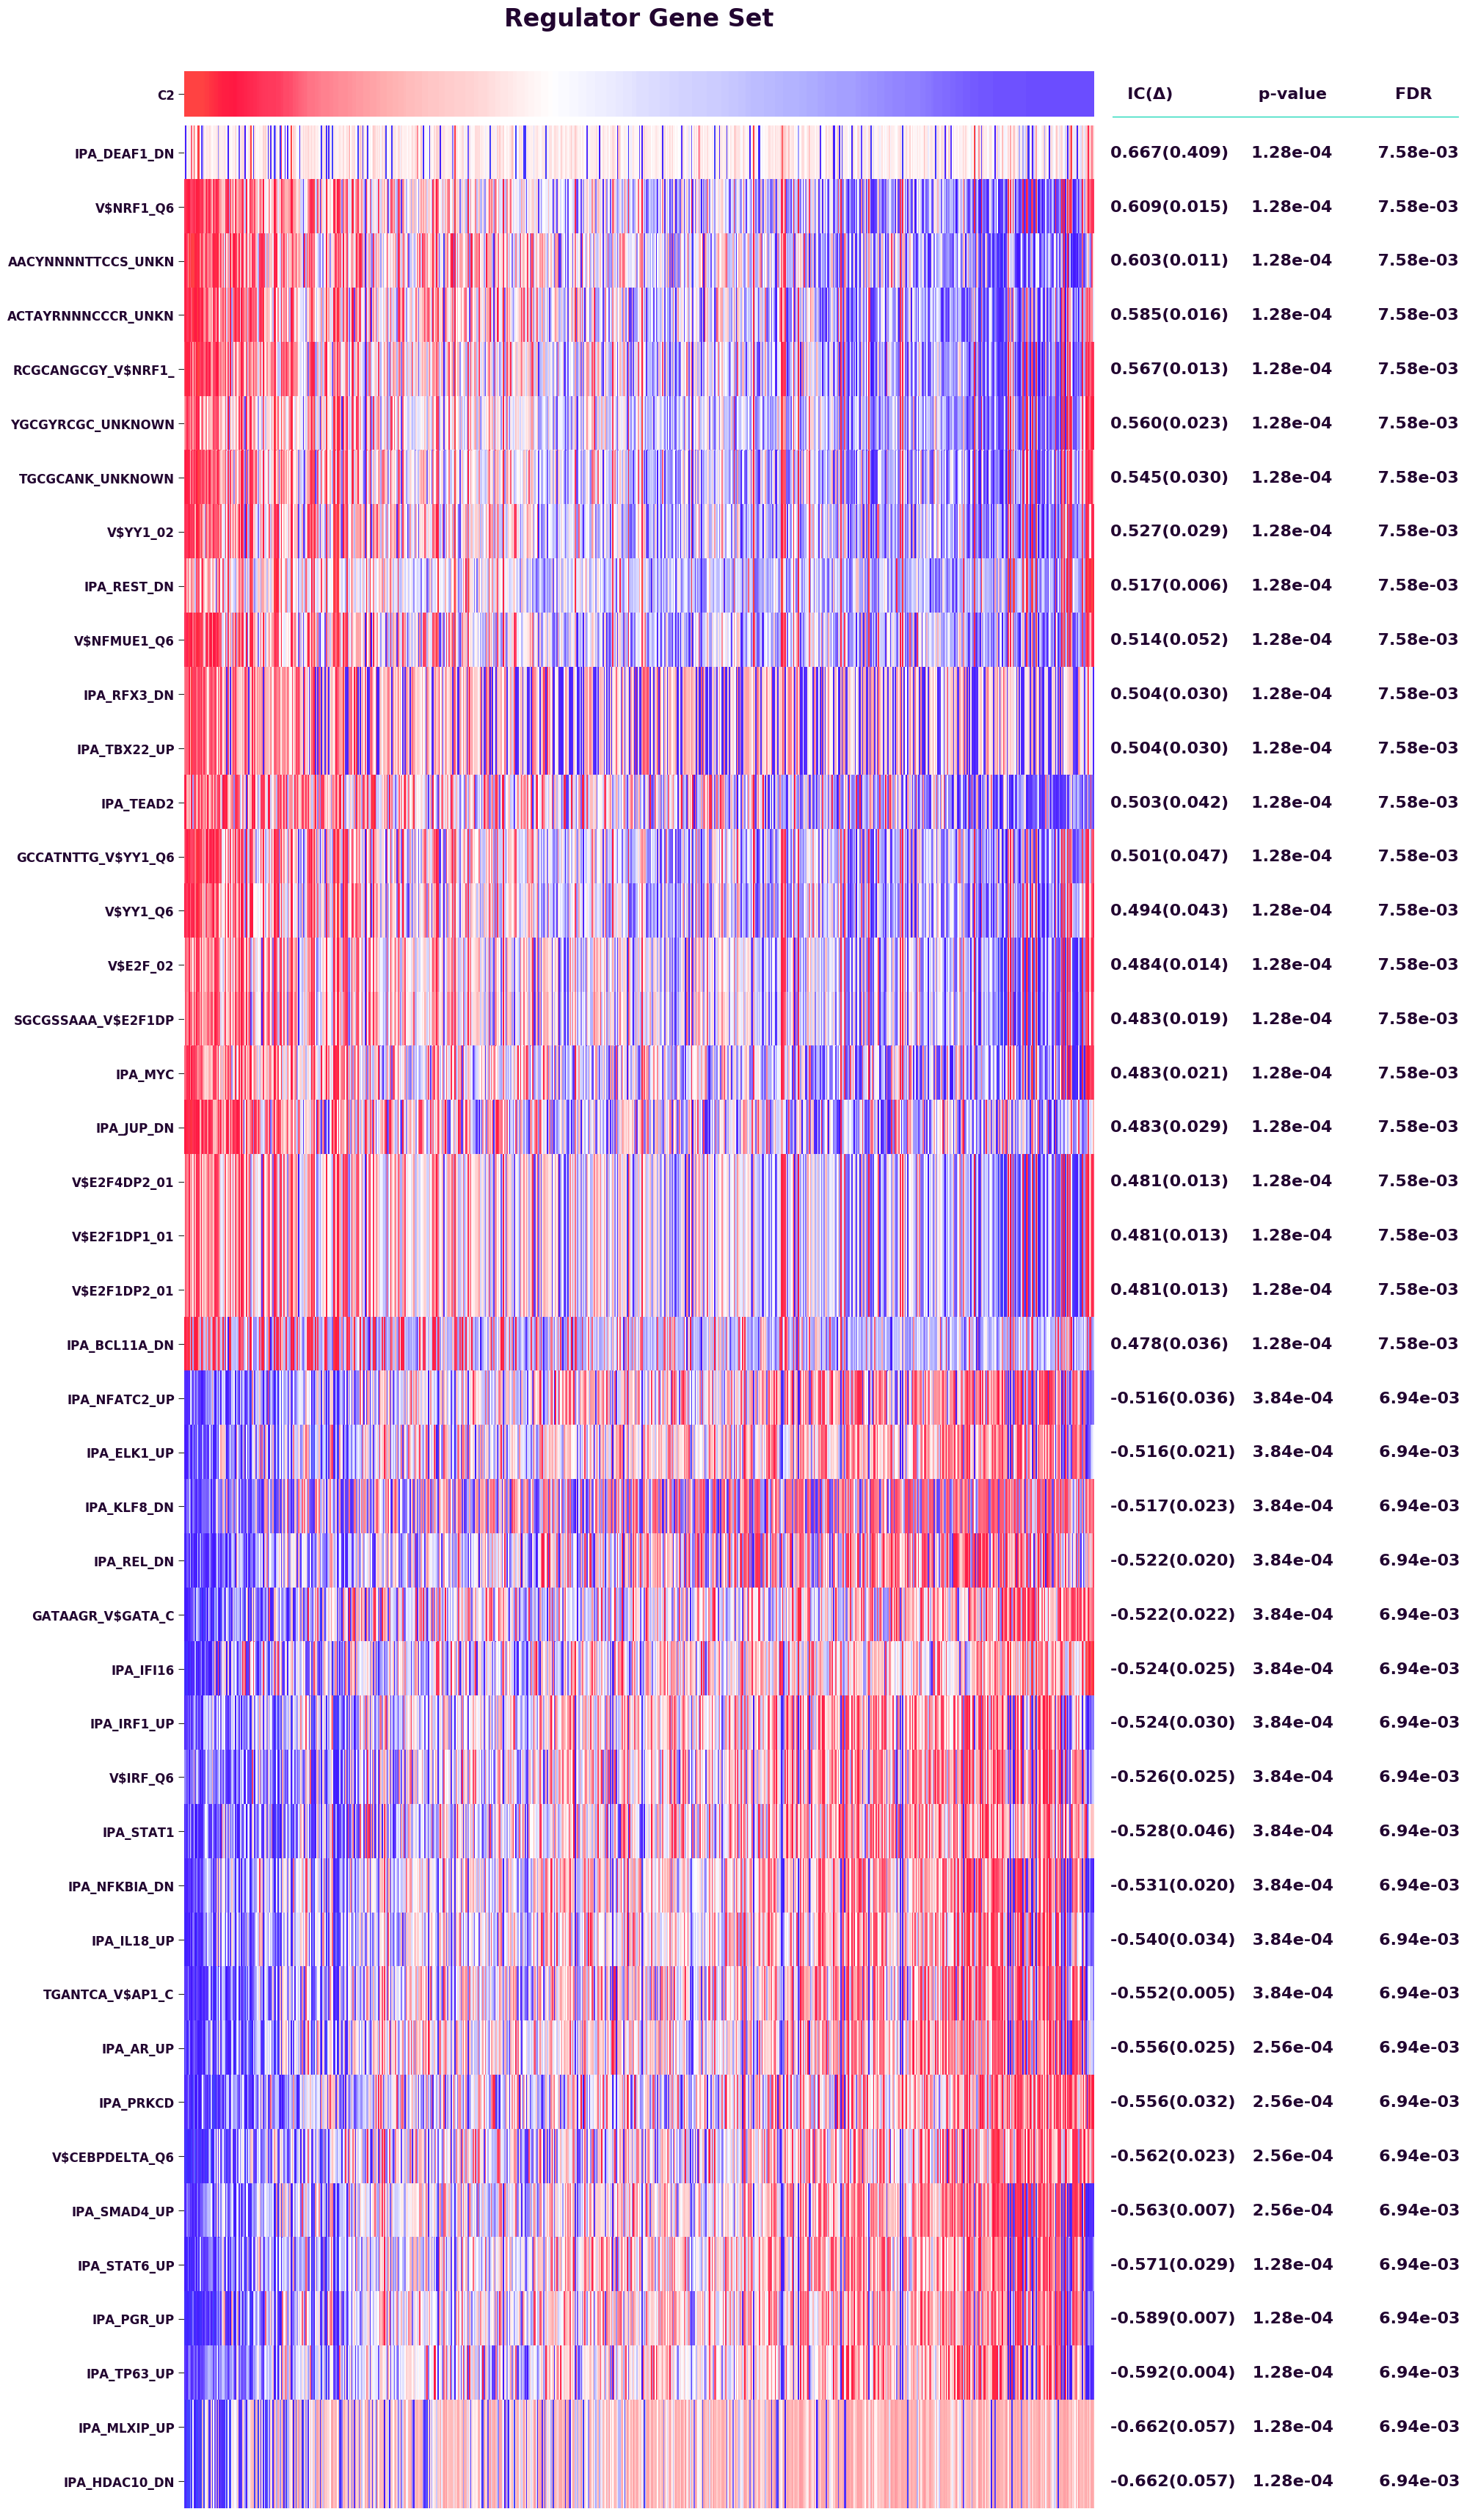 Regulator Gene Set
C2 IC(Δ) p-value FDR
IPA_DEAF1_DN 0.667(0.409) 1.28e-04 7.58e-03
V$NRF1_Q6 0.609(0.015) 1.28e-04 7.58e-03
AACYNNNNTTCCS_UNKN 0.603(0.011) 1.28e-04 7.58e-03
ACTAYRNNNCCCR_UNKN 0.585(0.016) 1.28e-04 7.58e-03
RCGCANGCGY_V$NRF1_ 0.567(0.013) 1.28e-04 7.58e-03
YGCGYRCGC_UNKNOWN 0.560(0.023) 1.28e-04 7.58e-03
TGCGCANK_UNKNOWN 0.545(0.030) 1.28e-04 7.58e-03
V$YY1_02 0.527(0.029) 1.28e-04 7.58e-03
IPA_REST_DN 0.517(0.006) 1.28e-04 7.58e-03
V$NFMUE1_Q6 0.514(0.052) 1.28e-04 7.58e-03
IPA_RFX3_DN 0.504(0.030) 1.28e-04 7.58e-03
IPA_TBX22_UP 0.504(0.030) 1.28e-04 7.58e-03
IPA_TEAD2 0.503(0.042) 1.28e-04 7.58e-03
GCCATNTTG_V$YY1_Q6 0.501(0.047) 1.28e-04 7.58e-03
V$YY1_Q6 0.494(0.043) 1.28e-04 7.58e-03
V$E2F_02 0.484(0.014) 1.28e-04 7.58e-03
SGCGSSAAA_V$E2F1DP 0.483(0.019) 1.28e-04 7.58e-03
IPA_MYC 0.483(0.021) 1.28e-04 7.58e-03
IPA_JUP_DN 0.483(0.029) 1.28e-04 7.58e-03
V$E2F4DP2_01 0.481(0.013) 1.28e-04 7.58e-03
V$E2F1DP1_01 0.481(0.013) 1.28e-04 7.58e-03
V$E2F1DP2_01 0.481(0.013) 1.28e-04 7.58e-03
IPA_BCL11A_DN 0.478(0.036) 1.28e-04 7.58e-03
IPA_NFATC2_UP -0.516(0.036) 3.84e-04 6.94e-03
IPA_ELK1_UP -0.516(0.021) 3.84e-04 6.94e-03
IPA_KLF8_DN -0.517(0.023) 3.84e-04 6.94e-03
IPA_REL_DN -0.522(0.020) 3.84e-04 6.94e-03
GATAAGR_V$GATA_C -0.522(0.022) 3.84e-04 6.94e-03
IPA_IFI16 -0.524(0.025) 3.84e-04 6.94e-03
IPA_IRF1_UP -0.524(0.030) 3.84e-04 6.94e-03
V$IRF_Q6 -0.526(0.025) 3.84e-04 6.94e-03
IPA_STAT1 -0.528(0.046) 3.84e-04 6.94e-03
IPA_NFKBIA_DN -0.531(0.020) 3.84e-04 6.94e-03
IPA_IL18_UP -0.540(0.034) 3.84e-04 6.94e-03
TGANTCA_V$AP1_C -0.552(0.005) 3.84e-04 6.94e-03
IPA_AR_UP -0.556(0.025) 2.56e-04 6.94e-03
IPA_PRKCD -0.556(0.032) 2.56e-04 6.94e-03
V$CEBPDELTA_Q6 -0.562(0.023) 2.56e-04 6.94e-03
IPA_SMAD4_UP -0.563(0.007) 2.56e-04 6.94e-03
IPA_STAT6_UP -0.571(0.029) 1.28e-04 6.94e-03
IPA_PGR_UP -0.589(0.007) 1.28e-04 6.94e-03
IPA_TP63_UP -0.592(0.004) 1.28e-04 6.94e-03
IPA_MLXIP_UP -0.662(0.057) 1.28e-04 6.94e-03
IPA_HDAC10_DN -0.662(0.057) 1.28e-04 6.94e-03